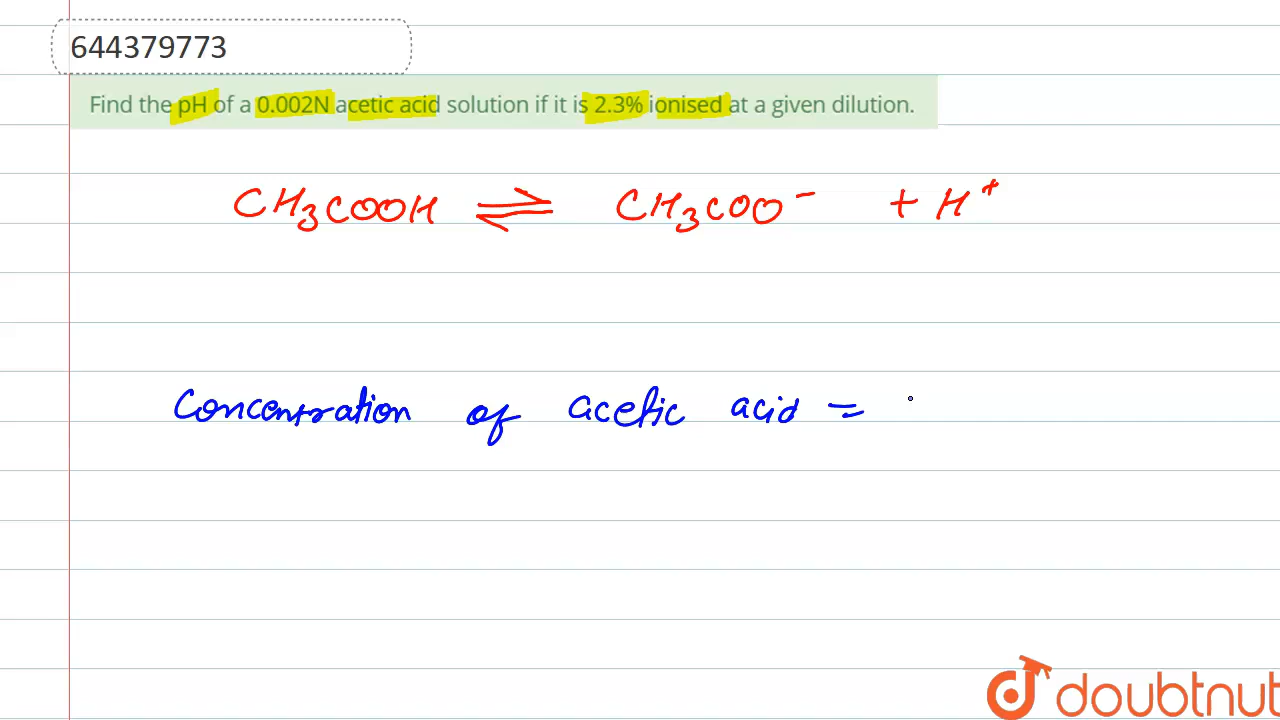 644379773
Find the pH of a 0.002N acetic acid solution if it is 2.3% ionised at a given dilution.
CH3COOH ⇌ CH3COO⁻ + H⁺
Concentration of acetic acid =
doubtnut